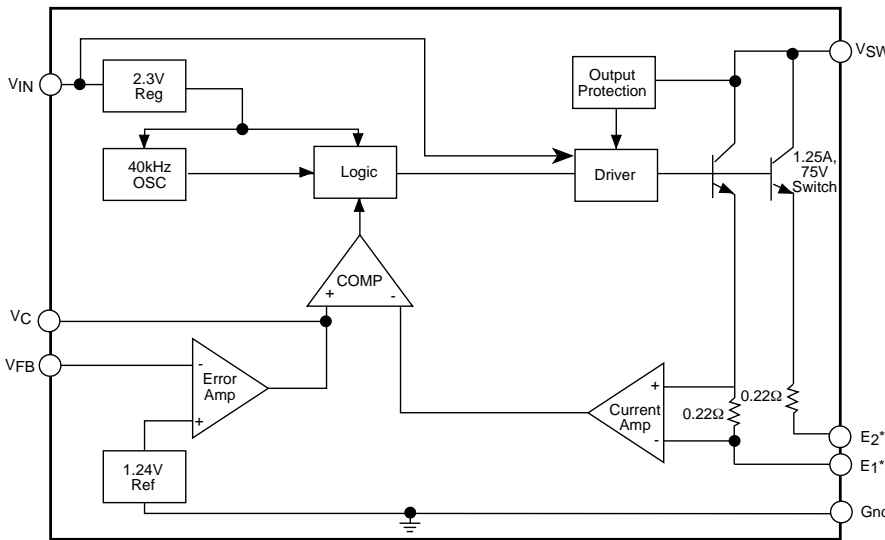 VIN
2.3V
Reg
40kHz
OSC
Logic
Output
Protection
Driver
VSW
1.25A,
75V
Switch
COMP
+
-
VC
VFB
-
Error
Amp
+
1.24V
Ref
+
Current
Amp
-
0.22Ω
0.22Ω
E2*
E1*
Gnd